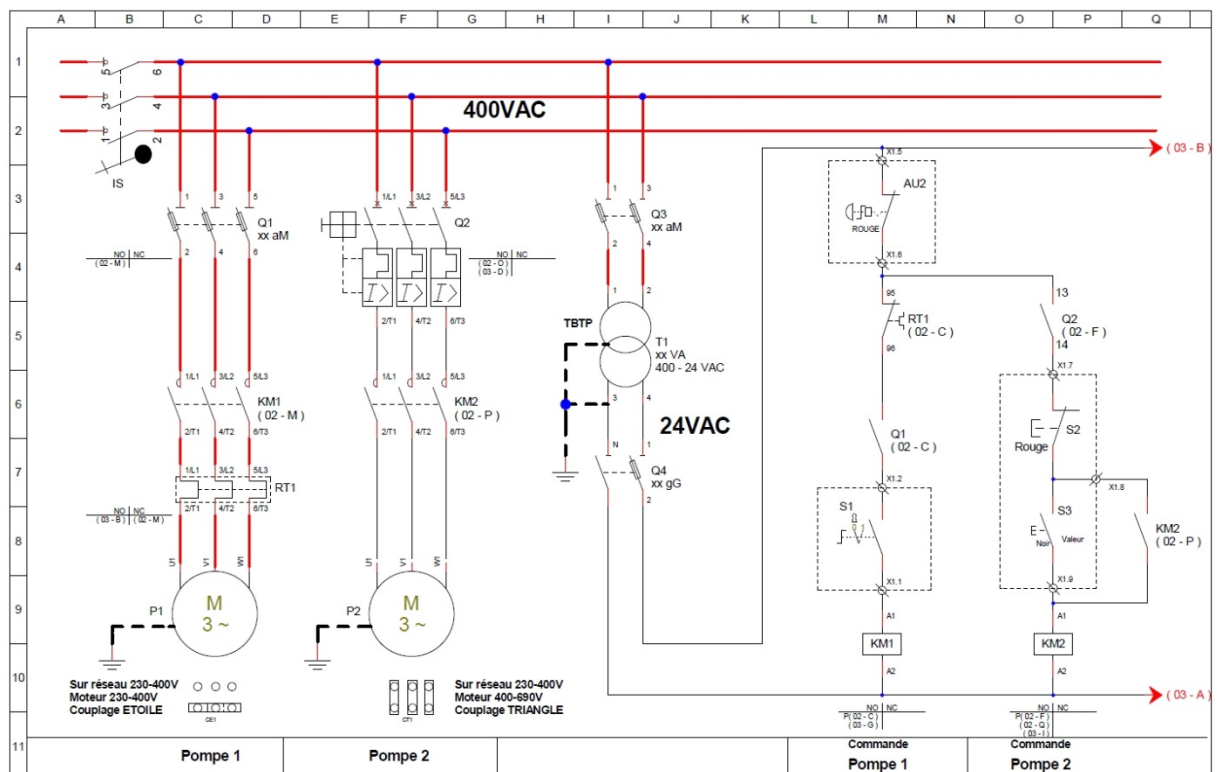 A B C D E F G H I J K L M N O P Q
1
2
3
4
5
6
7
8
9
10
11
5 6
3 4
1 2
IS
400VAC
( 03 - B )
1 3 5
Q1
xx aM
2 4 6
NO NC
( 02 - M )
1/L1 3/L2 5/L3
Q2
NO NC
( 02 - O )
( 03 - D )
I> I> I>
2/T1 4/T2 6/T3
1 3
Q3
xx aM
2 4
1 2
TBTP
T1
xx VA
400 - 24 VAC
3 4
24VAC
N 1
Q4
xx gG
2
1/L1 3/L2 5/L3
KM1
( 02 - M )
2/T1 4/T2 6/T3
1/L1 3/L2 5/L3
RT1
2/T1 4/T2 6/T3
NO NC
( 03 - B ) ( 02 - M )
U1 V1 W1
P1
M
3 ~
1/L1 3/L2 5/L3
KM2
( 02 - P )
2/T1 4/T2 6/T3
U1 V1 W1
P2
M
3 ~
X1.5
AU2
ROUGE
X1.6
95
RT1
( 02 - C )
96
Q1
( 02 - C )
X1.2
S1
0 1
X1.1
A1
KM1
A2
13
Q2
( 02 - F )
14
X1.7
S2
Rouge
X1.8
S3
Noir Valeur
KM2
( 02 - P )
X1.9
A1
KM2
A2
( 03 - A )
Sur réseau 230-400V
Moteur 230-400V
Couplage ETOILE
CE1
CT1
Sur réseau 230-400V
Moteur 400-690V
Couplage TRIANGLE
NO NC
P( 02 - C )
( 03 - G )
NO NC
P( 02 - F )
( 02 - Q )
( 03 - I )
Pompe 1
Pompe 2
Commande
Pompe 1
Commande
Pompe 2